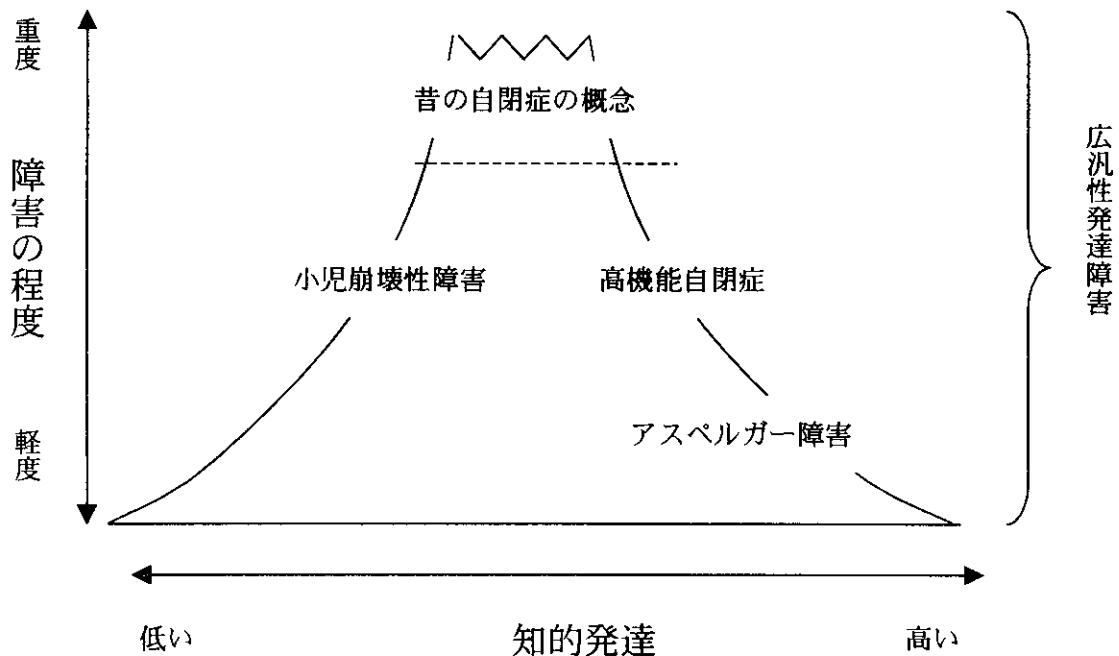 重度
障害の程度
軽度
昔の自閉症の概念
小児崩壊性障害
高機能自閉症
アスペルガー障害
広汎性発達障害
低い
知的発達
高い